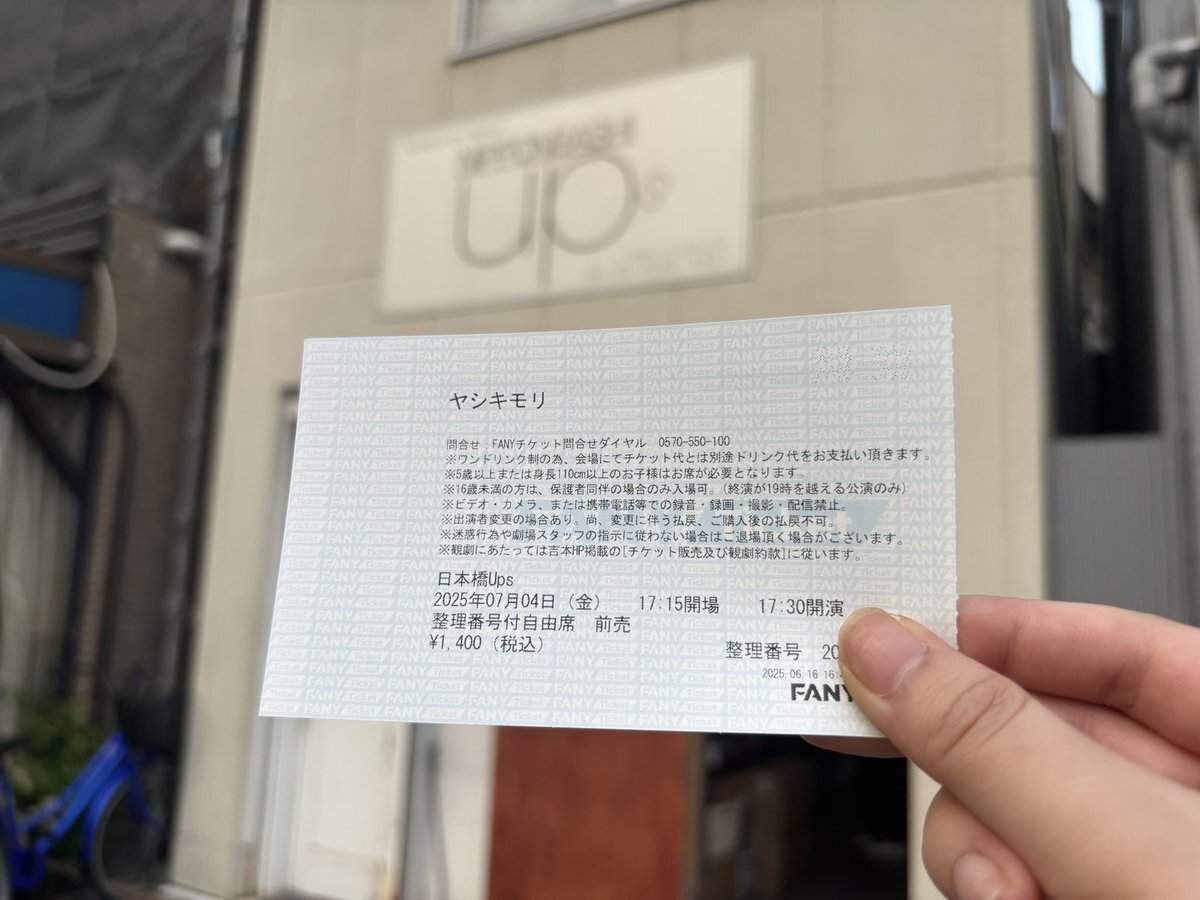 up
ヤシキモリ
問合せ：FANYチケット問合せダイヤル 0570-550-100
※ワンドリンク制の為、会場にてチケット代とは別途ドリンク代をお支払い頂きます。
※5歳以上または身長110cm以上のお子様はお席が必要となります。
※16歳未満の方は、保護者同伴の場合のみ入場可。(終演が19時を越える公演のみ)
※ビデオ・カメラ、または携帯電話等での録音・録画・撮影・配信禁止。
※出演者変更の場合あり。尚、変更に伴う払戻、ご購入後の払戻不可。
※迷惑行為や劇場スタッフの指示に従わない場合はご退場頂く場合がございます。
※観劇にあたっては吉本HP掲載の[チケット販売及び観劇約款]に従います。
日本橋Ups
2025年07月04日（金） 17:15開場 17:30開演
整理番号付自由席 前売
¥1,400（税込）
整理番号 20
2025.06.16
FANY